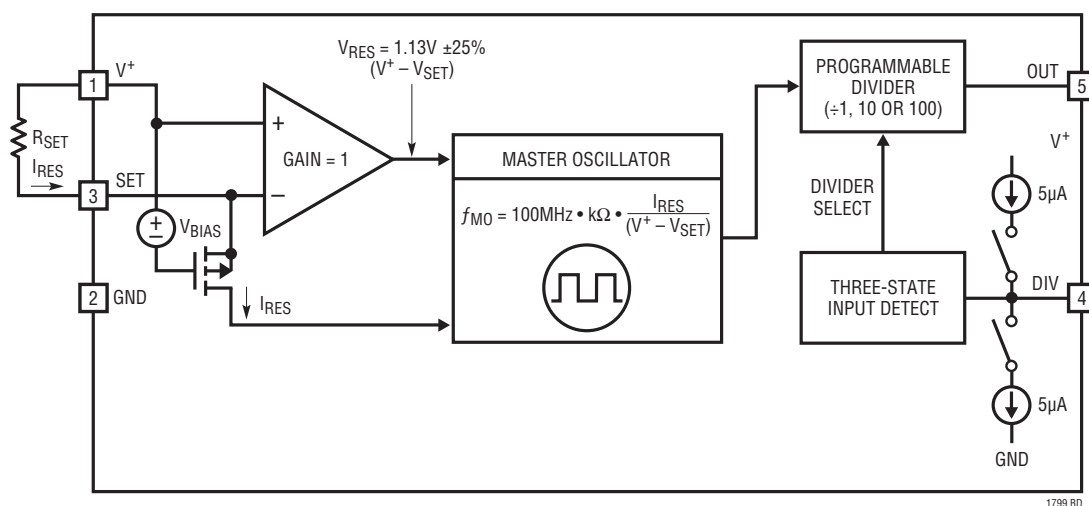 V_RES = 1.13V ±25%
(V⁺ – V_SET)
1
V⁺
R_SET
I_RES
3
SET
+
–
GAIN = 1
+
–
V_BIAS
2
GND
I_RES
MASTER OSCILLATOR
ƒ_MO = 100MHz • kΩ • I_RES / (V⁺ – V_SET)
PROGRAMMABLE
DIVIDER
(÷1, 10 OR 100)
OUT
5
V⁺
5µA
DIVIDER
SELECT
THREE-STATE
INPUT DETECT
DIV
4
5µA
GND
1799 BD